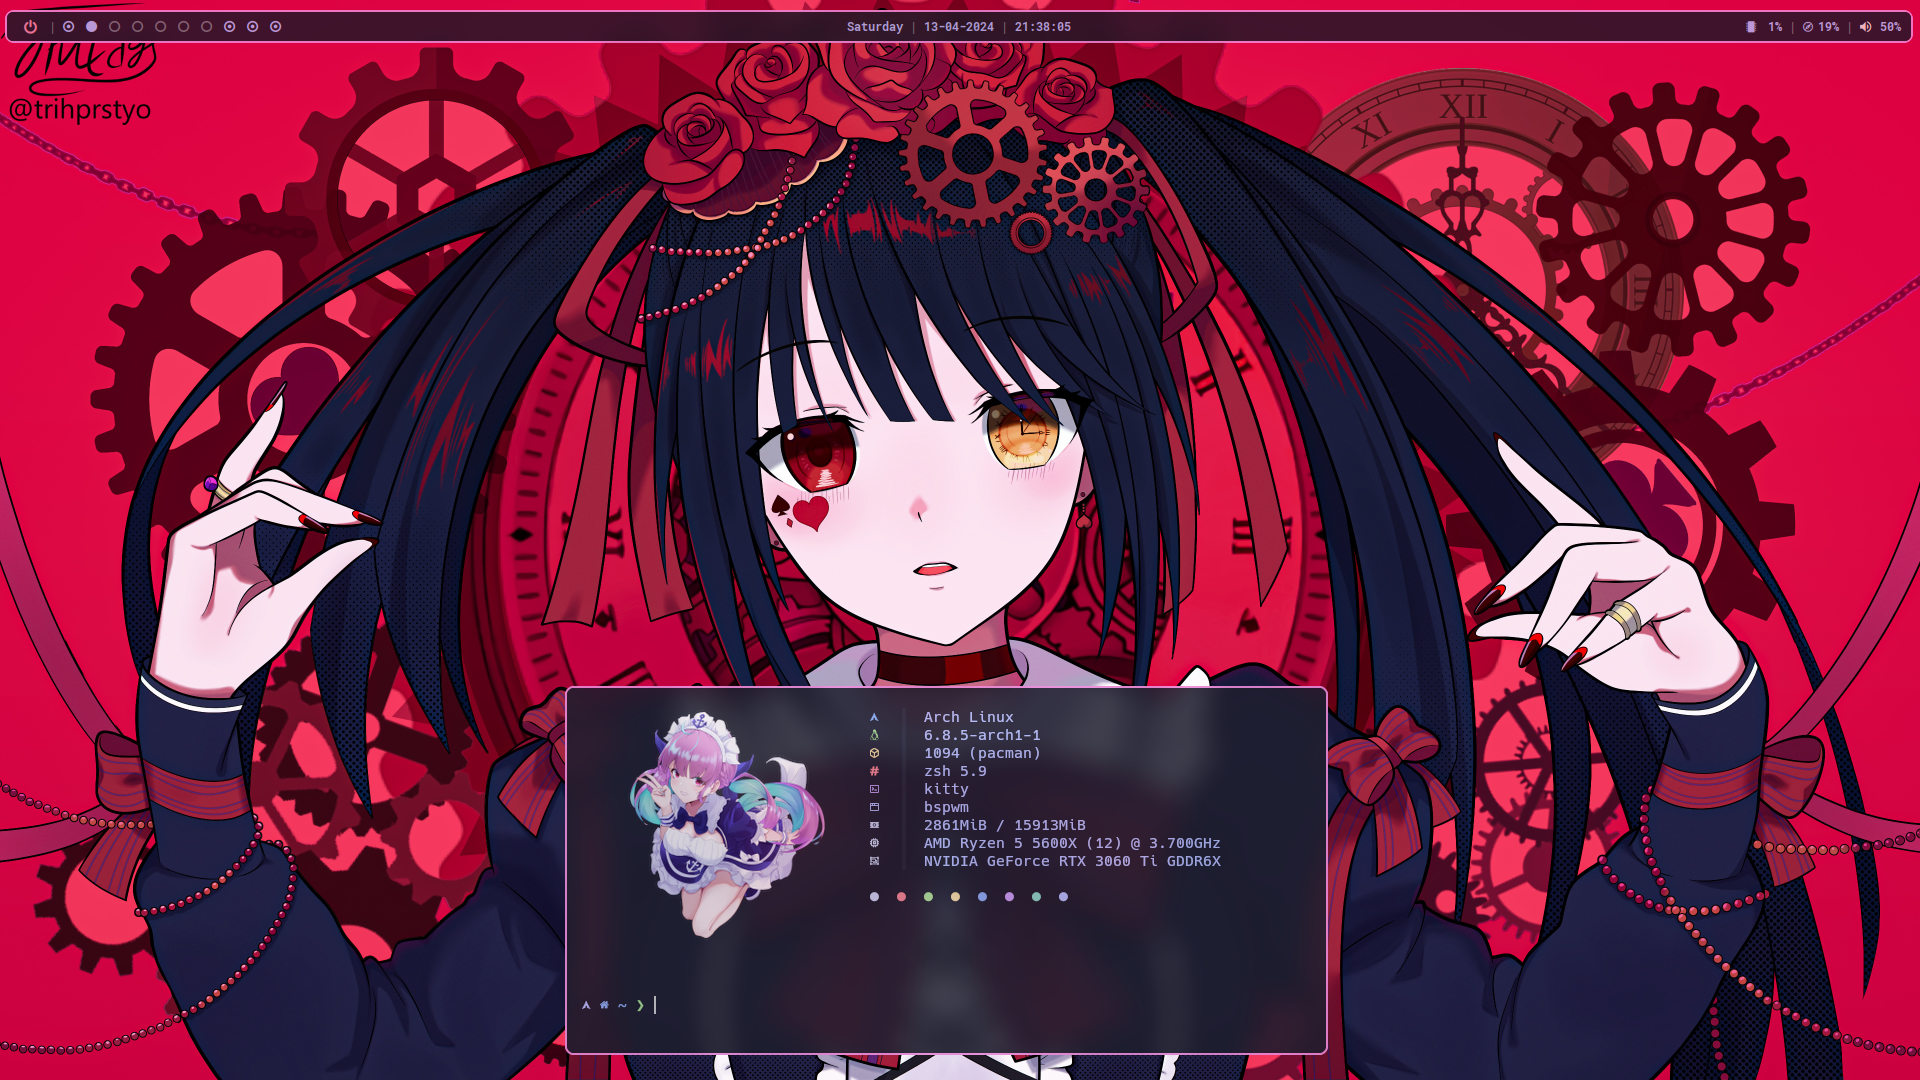 Saturday | 13-04-2024 | 21:38:05
1% | 19% | 50%
@trihprstyo
XI
XII
I
Arch Linux
6.8.5-arch1-1
1094 (pacman)
zsh 5.9
kitty
bspwm
2861MiB / 15913MiB
AMD Ryzen 5 5600X (12) @ 3.700GHz
NVIDIA GeForce RTX 3060 Ti GDDR6X
~ ❯